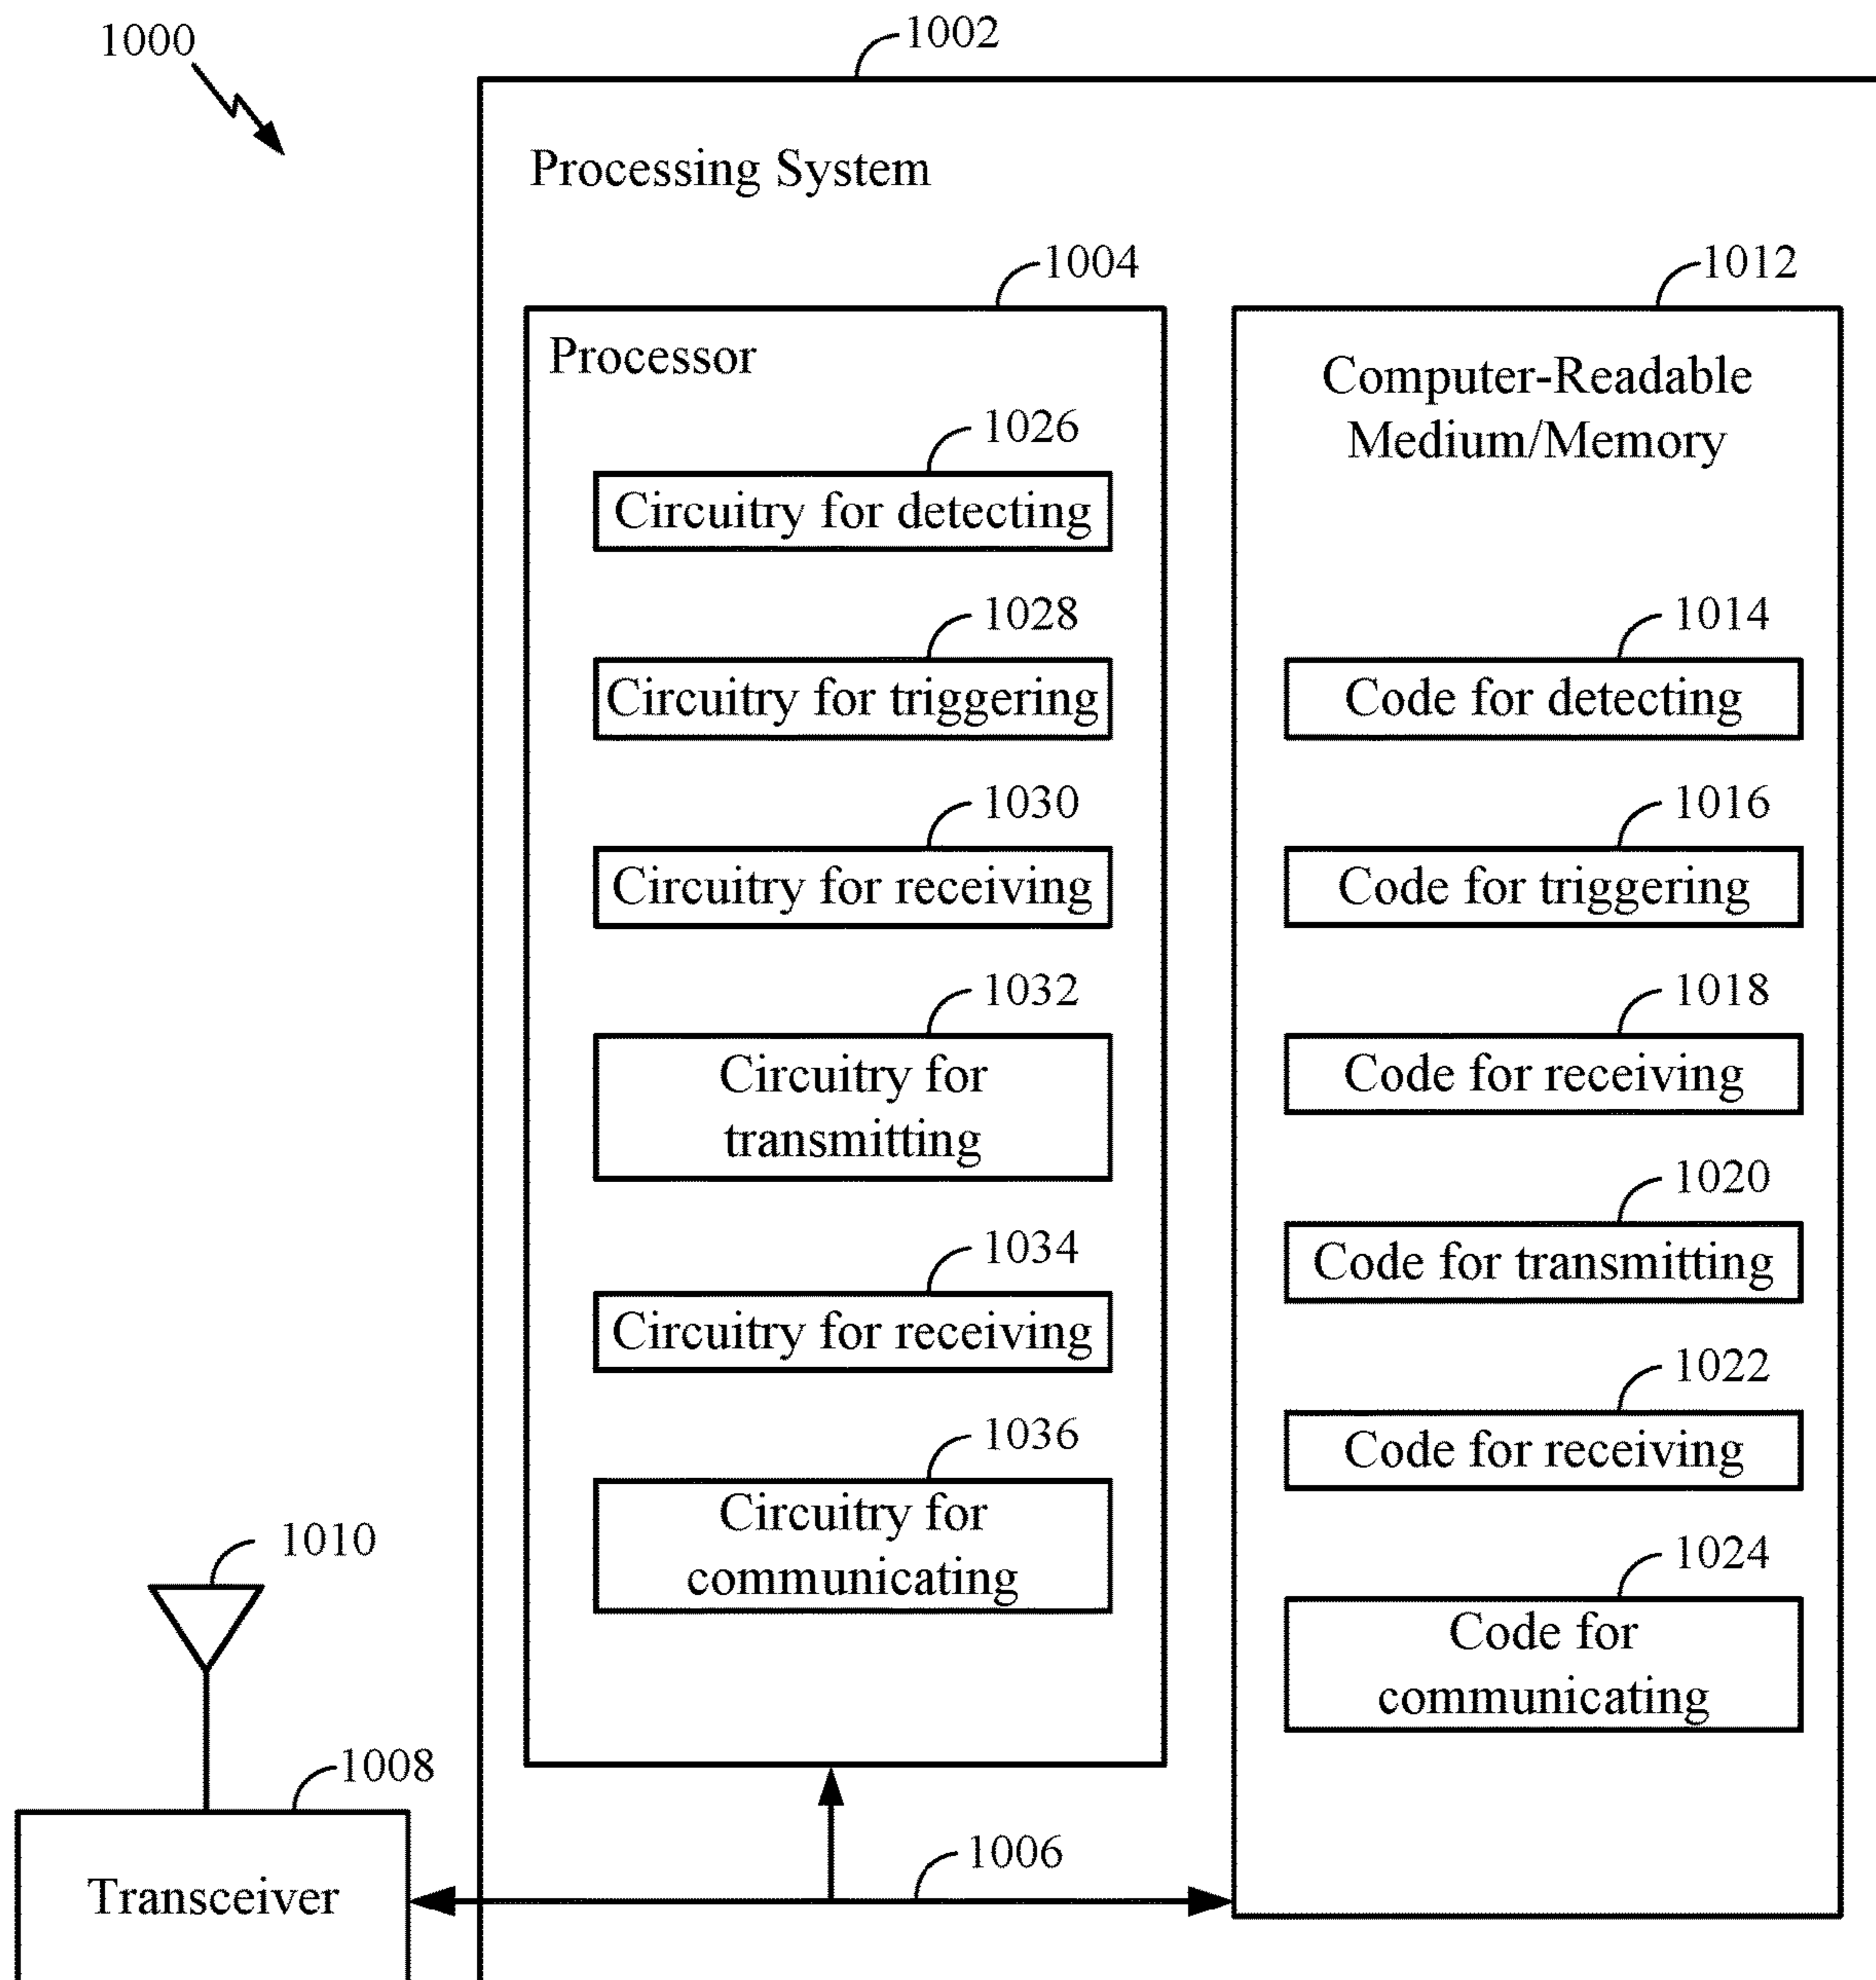 1000
1002
Processing System
1004
Processor
1026
Circuitry for detecting
1028
Circuitry for triggering
1030
Circuitry for receiving
1032
Circuitry for
transmitting
1034
Circuitry for receiving
1036
Circuitry for
communicating
1012
Computer-Readable
Medium/Memory
1014
Code for detecting
1016
Code for triggering
1018
Code for receiving
1020
Code for transmitting
1022
Code for receiving
1024
Code for
communicating
1010
1008
Transceiver
1006